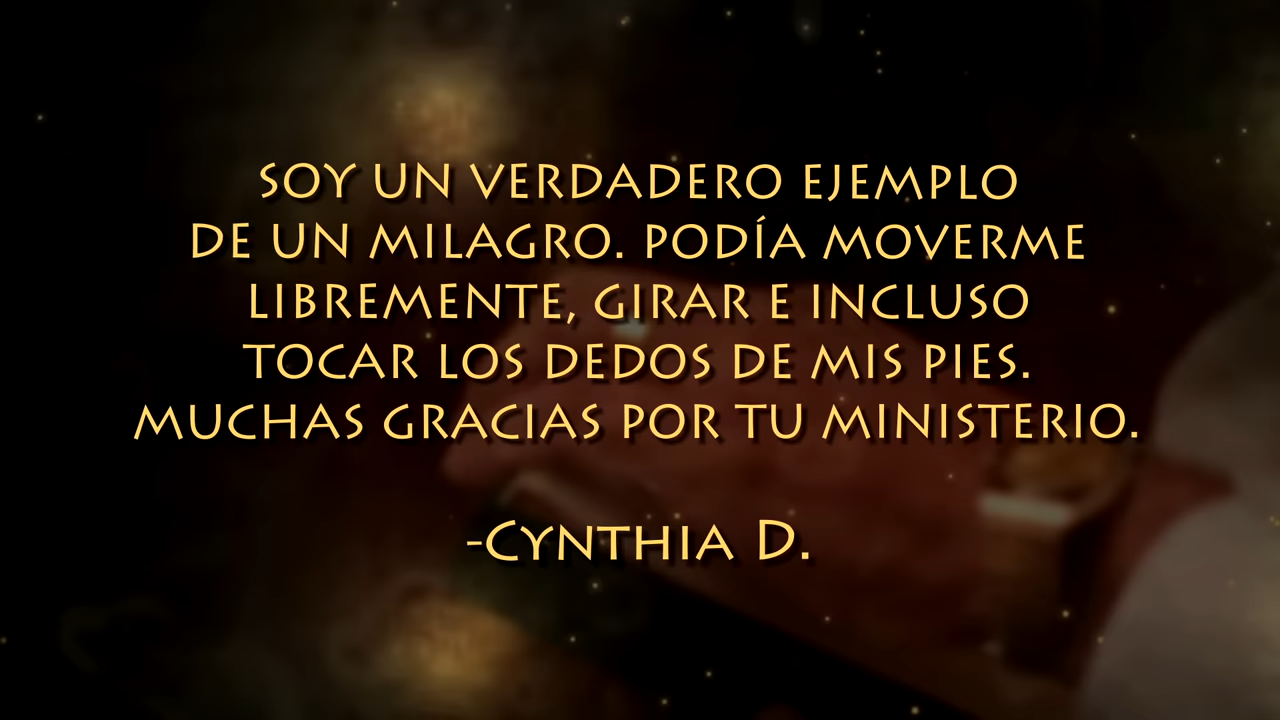 SOY UN VERDADERO EJEMPLO
DE UN MILAGRO. PODÍA MOVERME
LIBREMENTE, GIRAR E INCLUSO
TOCAR LOS DEDOS DE MIS PIES.
MUCHAS GRACIAS POR TU MINISTERIO.
-CYNTHIA D.